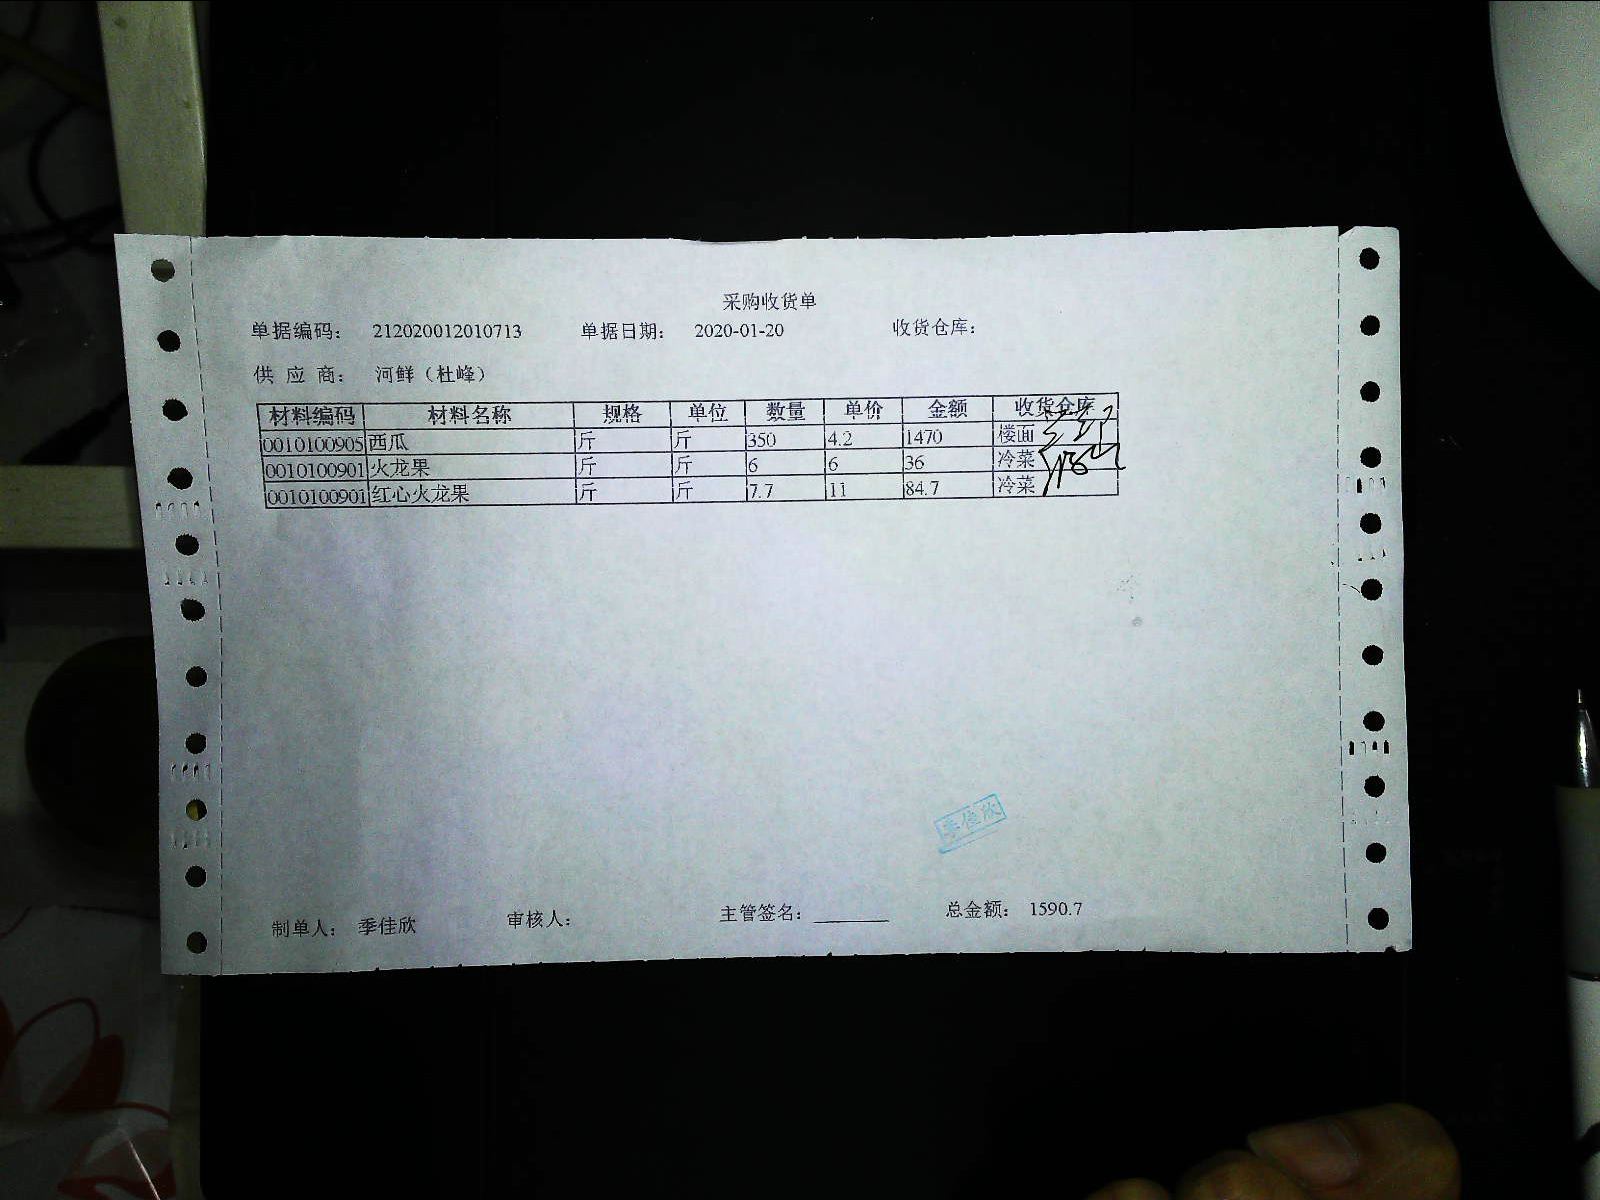 采购收货单
单据编码： 212020012010713 单据日期： 2020-01-20 收货仓库：
供 应 商： 河鲜（杜峰）
材料编码 材料名称 规格 单位 数量 单价 金额 收货仓库
0010100905 西瓜 斤 斤 350 4.2 1470 楼面
0010100901 火龙果 斤 斤 6 6 36 冷菜
0010100901 红心火龙果 斤 斤 7.7 11 84.7 冷菜
季佳欣
制单人： 季佳欣 审核人： 主管签名： ________ 总金额： 1590.7